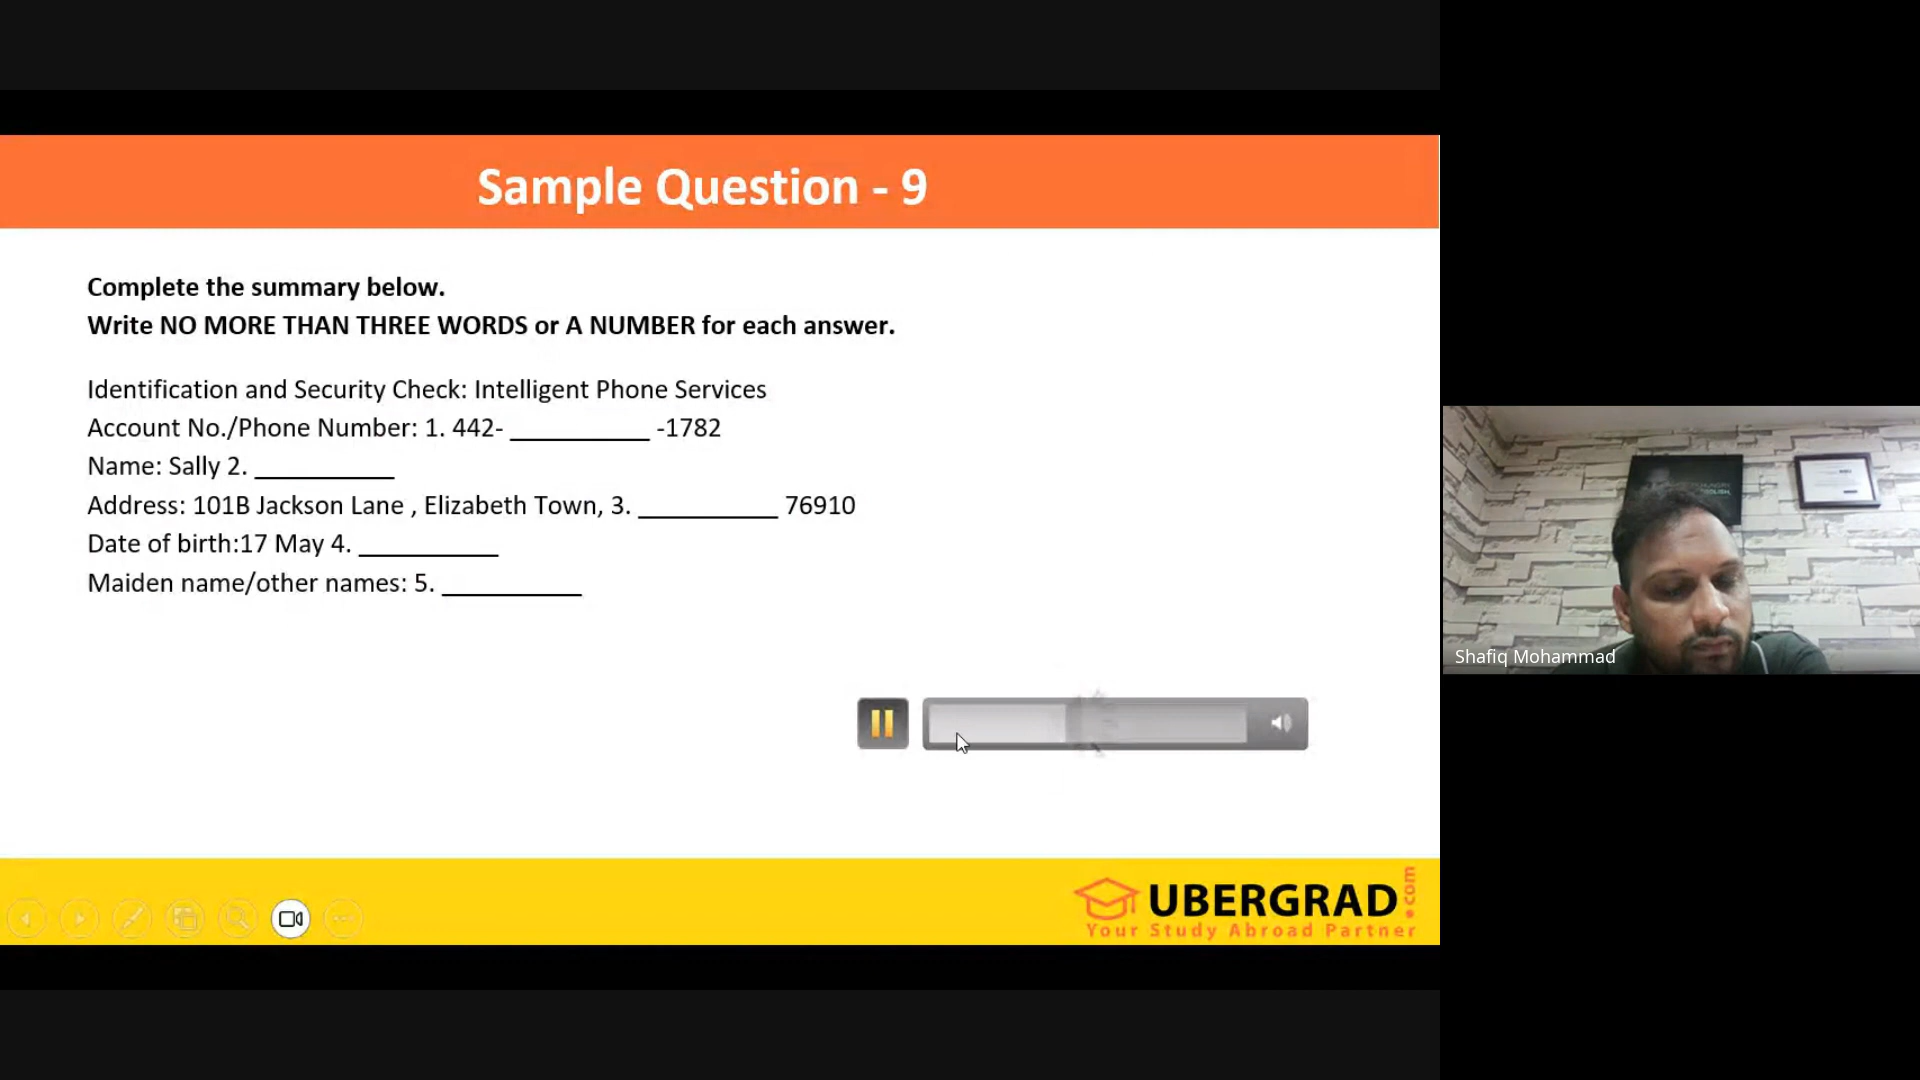 Sample Question - 9
Complete the summary below.
Write NO MORE THAN THREE WORDS or A NUMBER for each answer.
Identification and Security Check: Intelligent Phone Services
Account No./Phone Number: 1. 442- __________ -1782
Name: Sally 2. __________
Address: 101B Jackson Lane , Elizabeth Town, 3. __________ 76910
Date of birth:17 May 4. __________
Maiden name/other names: 5. __________
Shafiq Mohammad
UBERGRAD.com
Your Study Abroad Partner